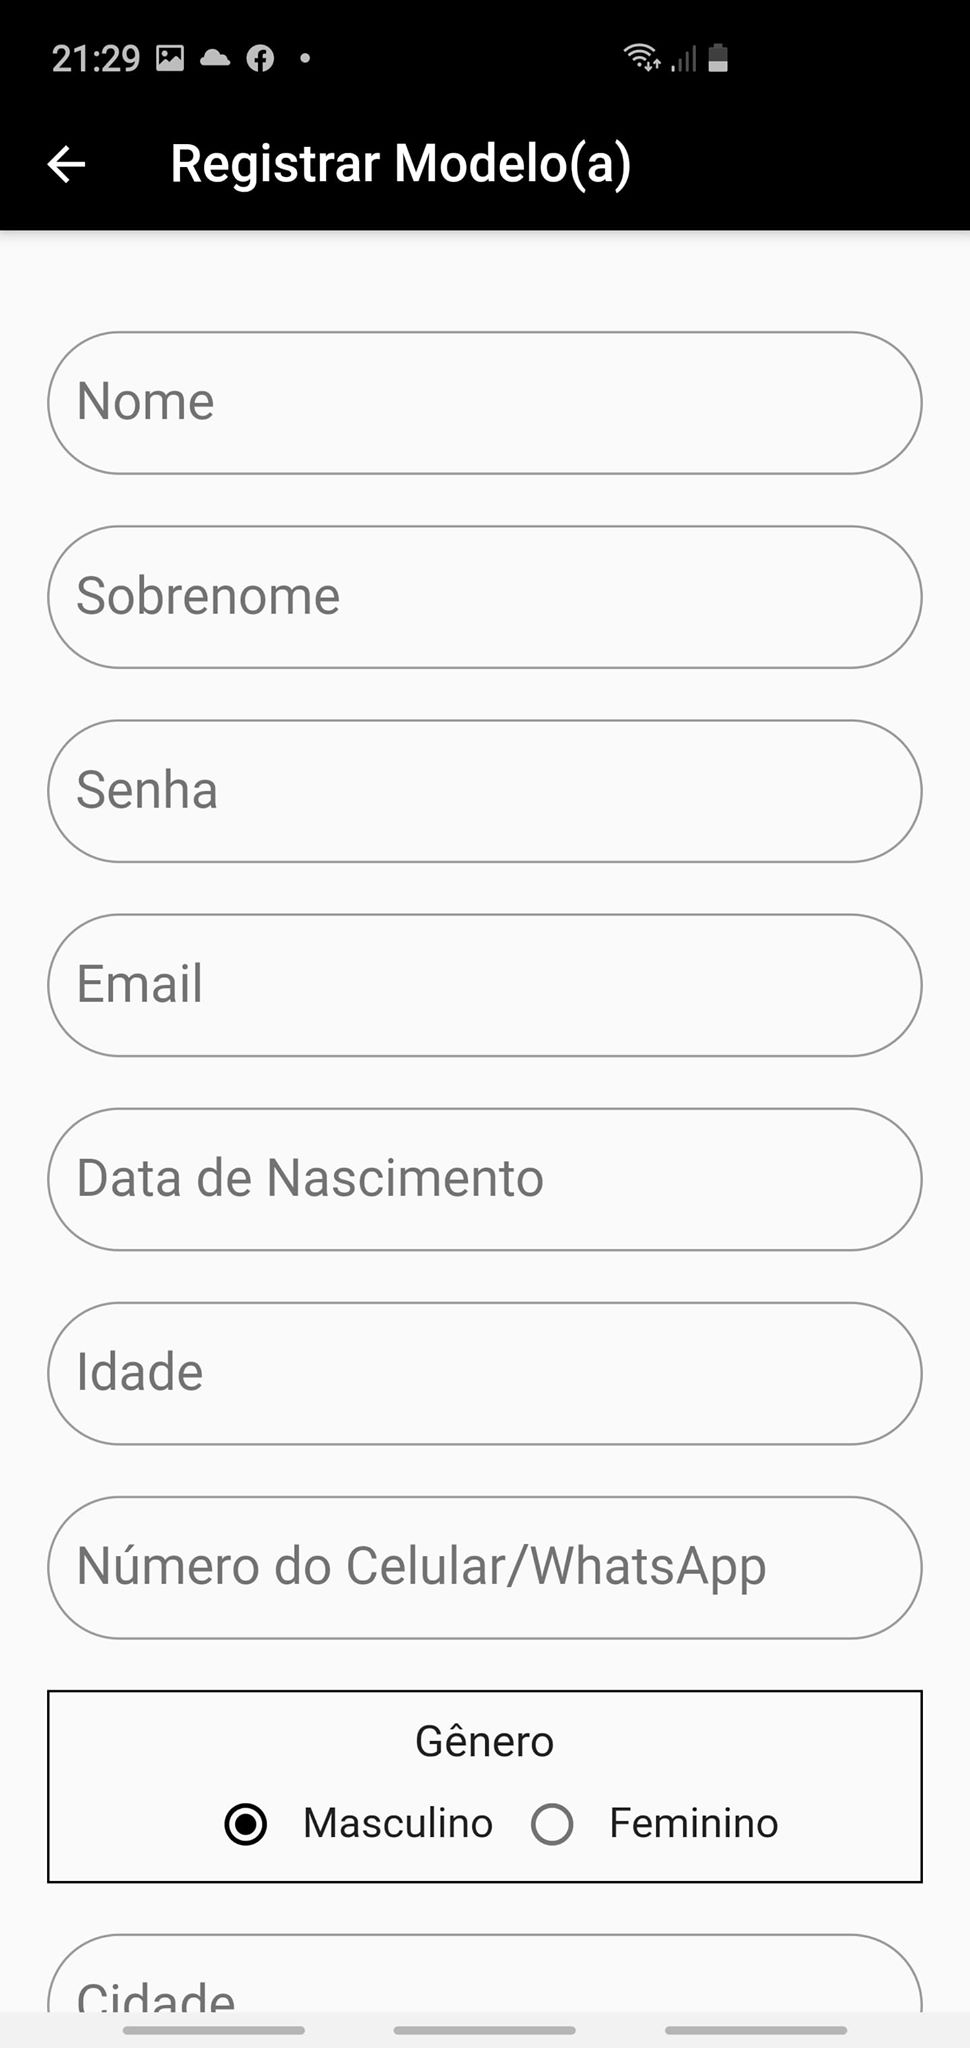 21:29
Registrar Modelo(a)
Nome
Sobrenome
Senha
Email
Data de Nascimento
Idade
Número do Celular/WhatsApp
Gênero
Masculino Feminino
Cidade